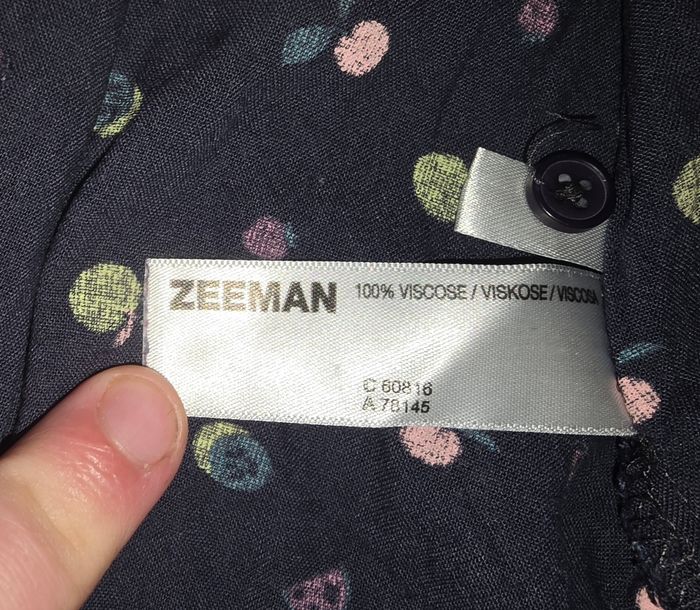 ZEEMAN 100% VISCOSE / VISKOSE / VISCOSA
C 60816
A 78145